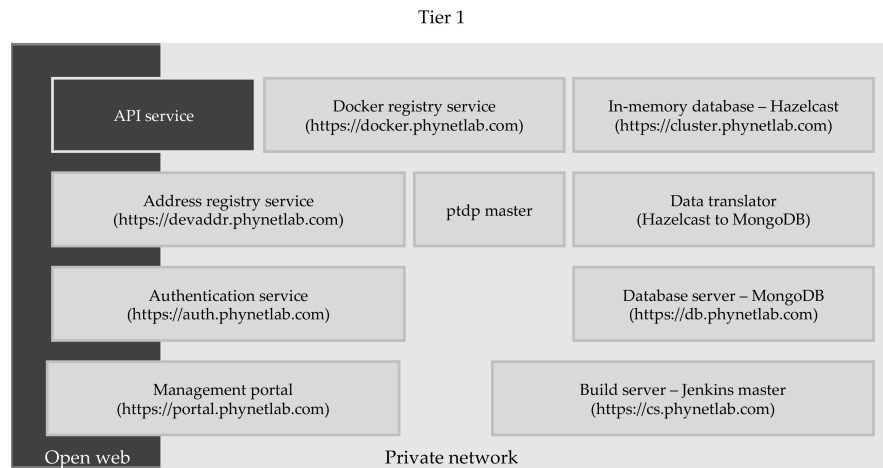 Tier 1
API service
Docker registry service
(https://docker.phynetlab.com)
In-memory database – Hazelcast
(https://cluster.phynetlab.com)
Address registry service
(https://devaddr.phynetlab.com)
ptdp master
Data translator
(Hazelcast to MongoDB)
Authentication service
(https://auth.phynetlab.com)
Database server – MongoDB
(https://db.phynetlab.com)
Management portal
(https://portal.phynetlab.com)
Build server – Jenkins master
(https://cs.phynetlab.com)
Open web
Private network